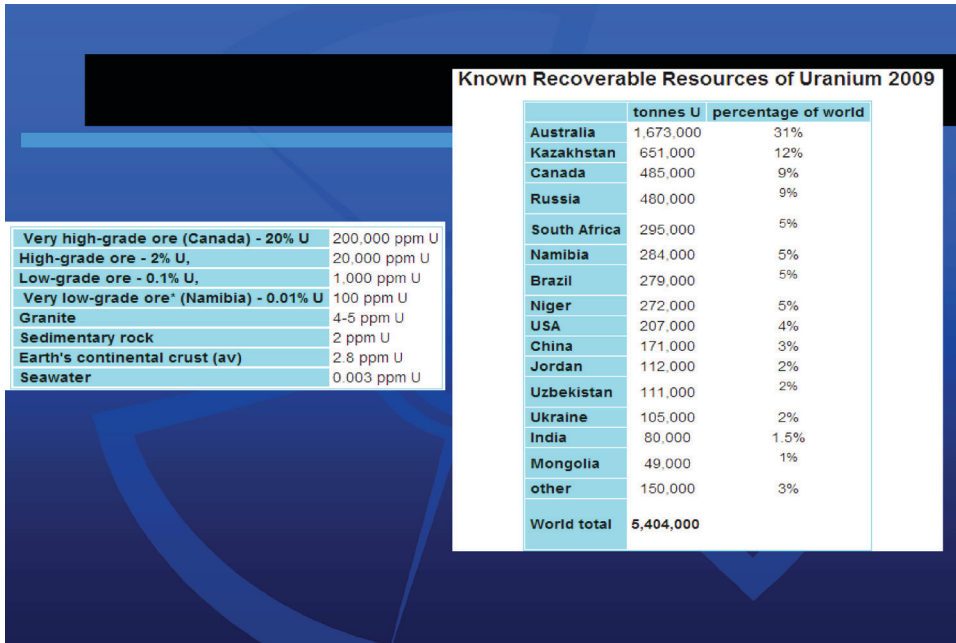 Known Recoverable Resources of Uranium 2009
tonnes U percentage of world
Australia 1,673,000 31%
Kazakhstan 651,000 12%
Canada 485,000 9%
Russia 480,000 9%
South Africa 295,000 5%
Namibia 284,000 5%
Brazil 279,000 5%
Niger 272,000 5%
USA 207,000 4%
China 171,000 3%
Jordan 112,000 2%
Uzbekistan 111,000 2%
Ukraine 105,000 2%
India 80,000 1.5%
Mongolia 49,000 1%
other 150,000 3%
World total 5,404,000
Very high-grade ore (Canada) - 20% U 200,000 ppm U
High-grade ore - 2% U, 20,000 ppm U
Low-grade ore - 0.1% U, 1,000 ppm U
Very low-grade ore* (Namibia) - 0.01% U 100 ppm U
Granite 4-5 ppm U
Sedimentary rock 2 ppm U
Earth's continental crust (av) 2.8 ppm U
Seawater 0.003 ppm U